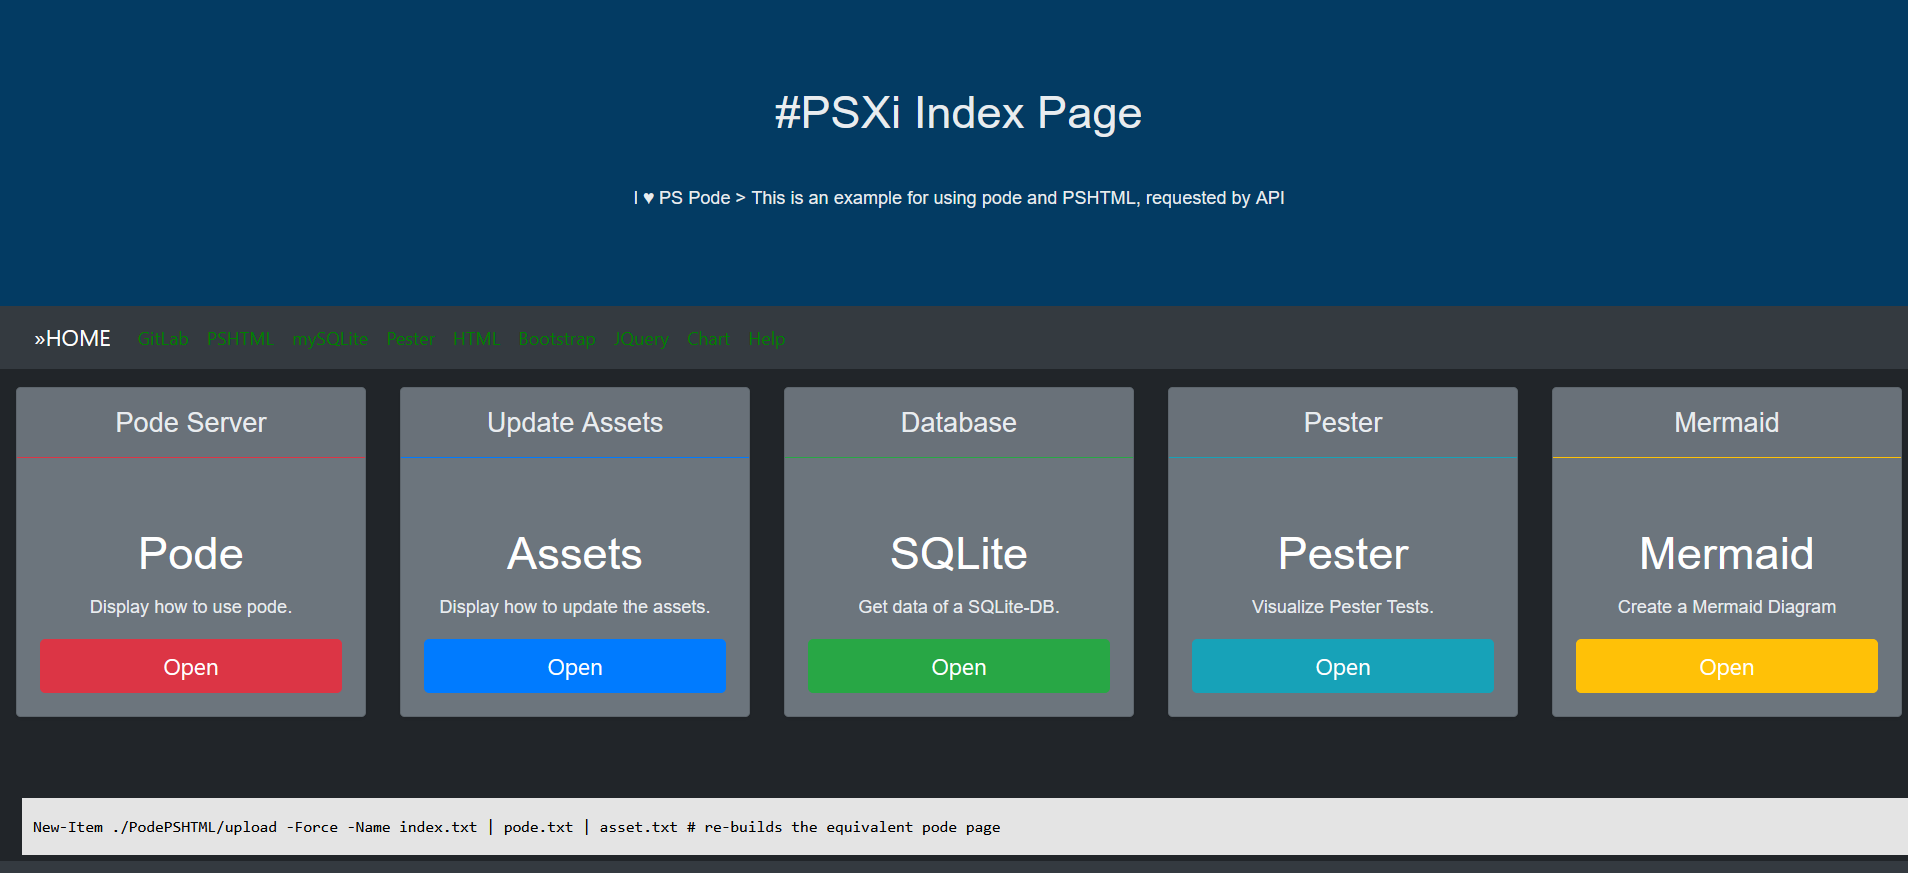 #PSXi Index Page
I ♥ PS Pode > This is an example for using pode and PSHTML, requested by API
»HOME GitLab PSHTML mySQLite Pester HTML Bootstrap JQuery Chart Help
Pode Server
Pode
Display how to use pode.
Open
Update Assets
Assets
Display how to update the assets.
Open
Database
SQLite
Get data of a SQLite-DB.
Open
Pester
Pester
Visualize Pester Tests.
Open
Mermaid
Mermaid
Create a Mermaid Diagram
Open
New-Item ./PodePSHTML/upload -Force -Name index.txt | pode.txt | asset.txt # re-builds the equivalent pode page